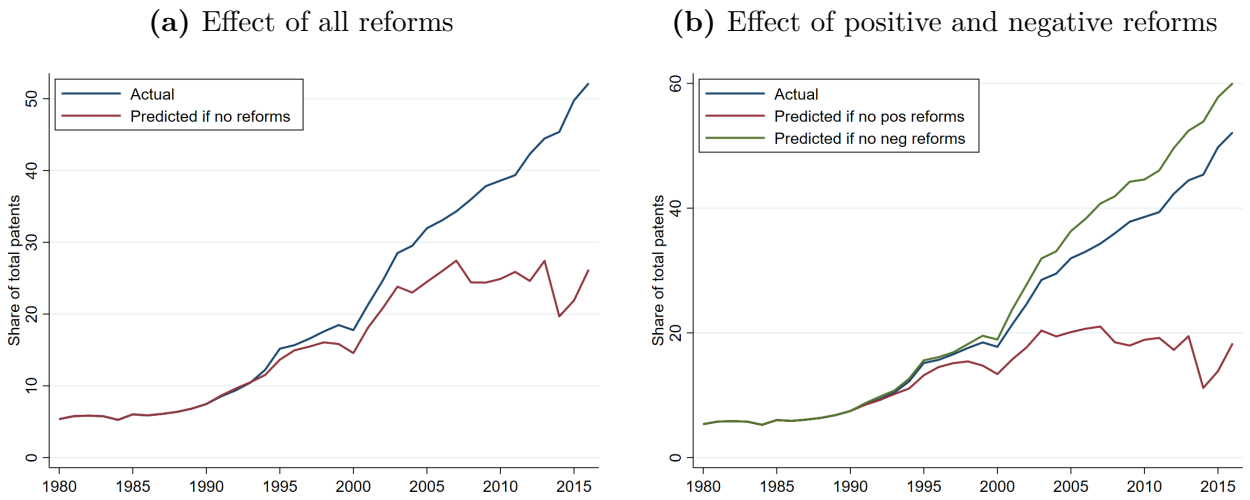 (a) Effect of all reforms
Actual
Predicted if no reforms
Share of total patents
50
40
30
20
10
0
1980 1985 1990 1995 2000 2005 2010 2015
(b) Effect of positive and negative reforms
Actual
Predicted if no pos reforms
Predicted if no neg reforms
Share of total patents
60
40
20
0
1980 1985 1990 1995 2000 2005 2010 2015